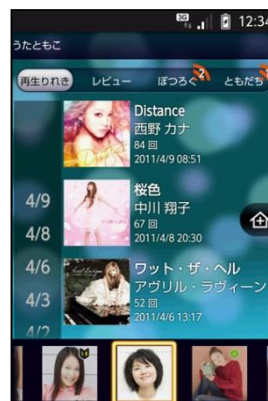 3G
12:34
うたともこ
再生りれき
レビュー
ぼつろぐ
2
ともだち
Distance
西野 カナ
84 回
2011/4/9 08:51
桜色
中川 翔子
67 回
2011/4/8 20:30
ワット・ザ・ヘル
アヴリル・ラヴィーン
52 回
2011/4/6 13:17
4/9
4/8
4/6
4/3
4/2